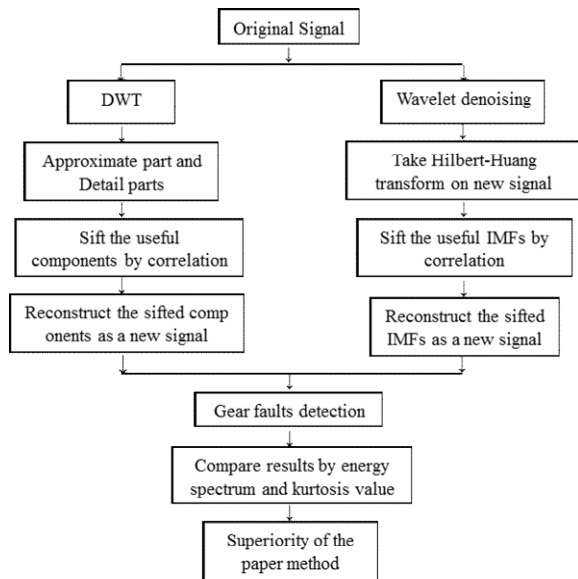 Original Signal
DWT
Approximate part and
Detail parts
Sift the useful
components by correlation
Reconstruct the sifted comp
onents as a new signal
Wavelet denoising
Take Hilbert-Huang
transform on new signal
Sift the useful IMFs by
correlation
Reconstruct the sifted
IMFs as a new signal
Gear faults detection
Compare results by energy
spectrum and kurtosis value
Superiority of the
paper method